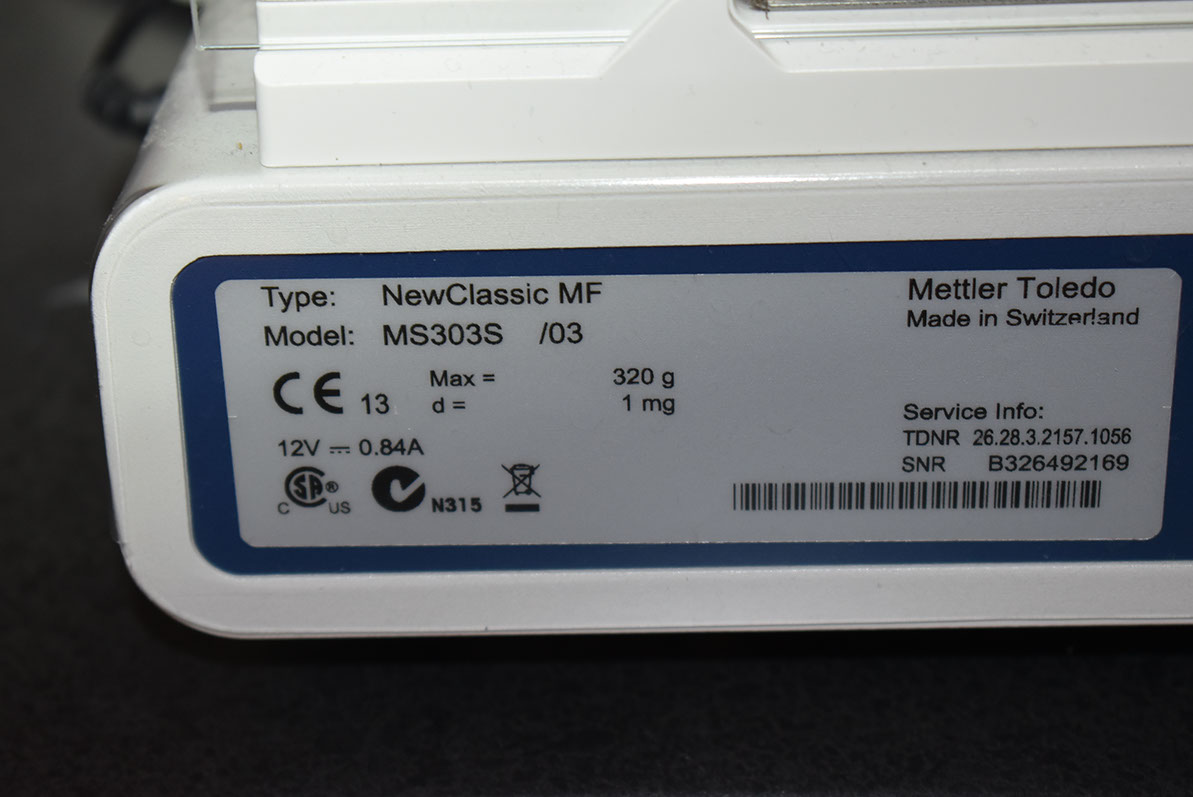 Type: NewClassic MF
Mettler Toledo
Model: MS303S /03
Made in Switzerland
CE 13
Max = 320 g
d = 1 mg
12V ⎓ 0.84A
Service Info:
TDNR 26.28.3.2157.1056
SNR B326492169
C SA® US
N315